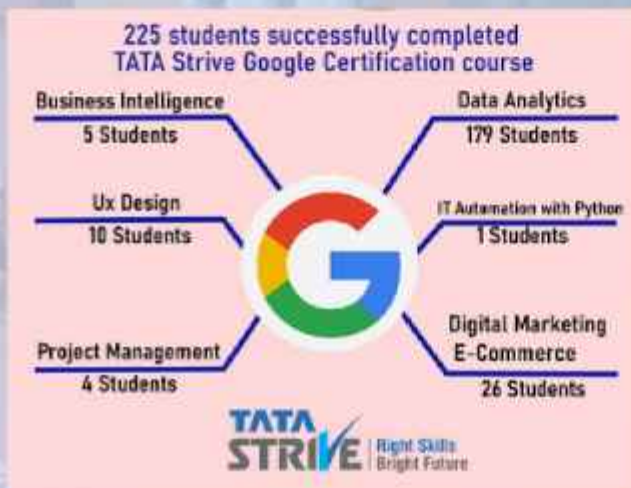 225 students successfully completed
TATA Strive Google Certification course
Business Intelligence
5 Students
Data Analytics
179 Students
Ux Design
10 Students
IT Automation with Python
1 Students
Project Management
4 Students
Digital Marketing
E-Commerce
26 Students
TATA
STRIVE
Right Skills
Bright Future